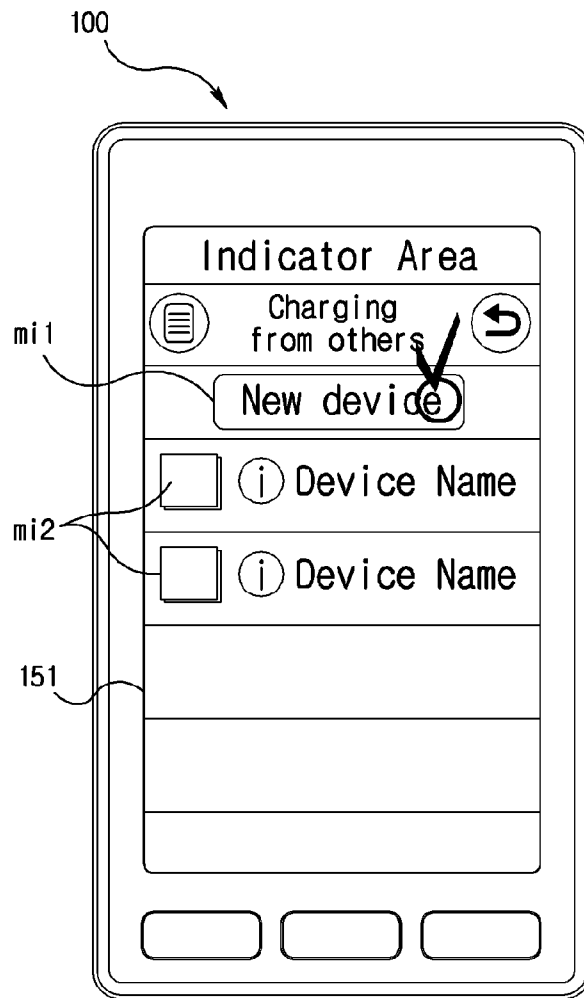 100
Indicator Area
Charging
from others
mi1
New device
ⓘ Device Name
mi2
ⓘ Device Name
151